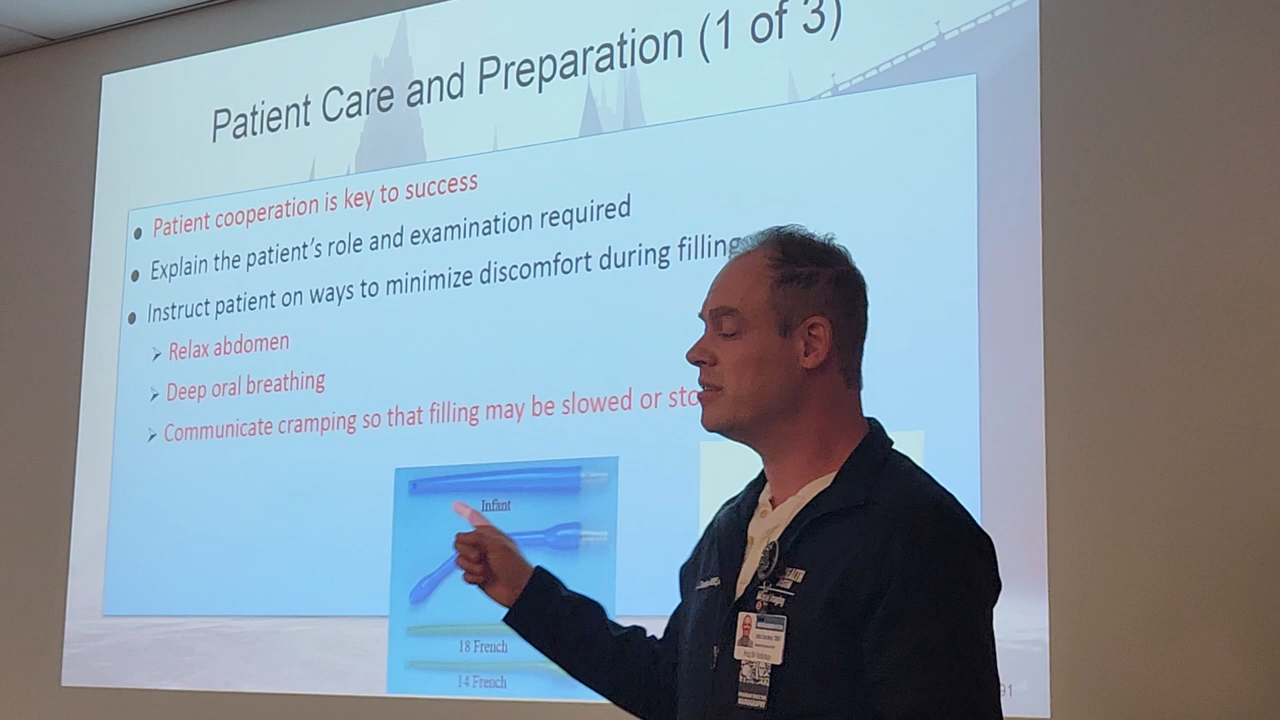 Patient Care and Preparation (1 of 3)
Patient cooperation is key to success
Explain the patient's role and examination required
Instruct patient on ways to minimize discomfort during filling
Relax abdomen
Deep oral breathing
Communicate cramping so that filling may be slowed or sto
Infant
18 French
14 French
91